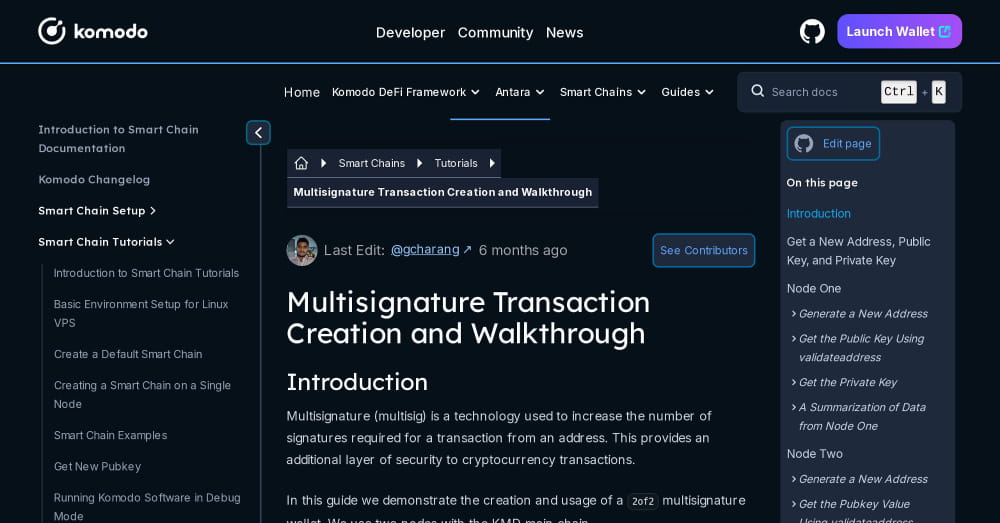 komodo
Developer Community News
Launch Wallet
Home Komodo DeFi Framework Antara Smart Chains Guides
Search docs Ctrl + K
Introduction to Smart Chain
Documentation
Komodo Changelog
Smart Chain Setup
Smart Chain Tutorials
Introduction to Smart Chain Tutorials
Basic Environment Setup for Linux
VPS
Create a Default Smart Chain
Creating a Smart Chain on a Single
Node
Smart Chain Examples
Get New Pubkey
Running Komodo Software in Debug
Mode
Smart Chains Tutorials
Multisignature Transaction Creation and Walkthrough
Last Edit: @gcharang ↗ 6 months ago
See Contributors
Multisignature Transaction
Creation and Walkthrough
Introduction
Multisignature (multisig) is a technology used to increase the number of
signatures required for a transaction from an address. This provides an
additional layer of security to cryptocurrency transactions.
In this guide we demonstrate the creation and usage of a 2of2 multisignature
wallet. We use two nodes with the KMD main chain.
Edit page
On this page
Introduction
Get a New Address, Public
Key, and Private Key
Node One
Generate a New Address
Get the Public Key Using
validateaddress
Get the Private Key
A Summarization of Data
from Node One
Node Two
Generate a New Address
Get the Pubkey Value
Using validateaddress